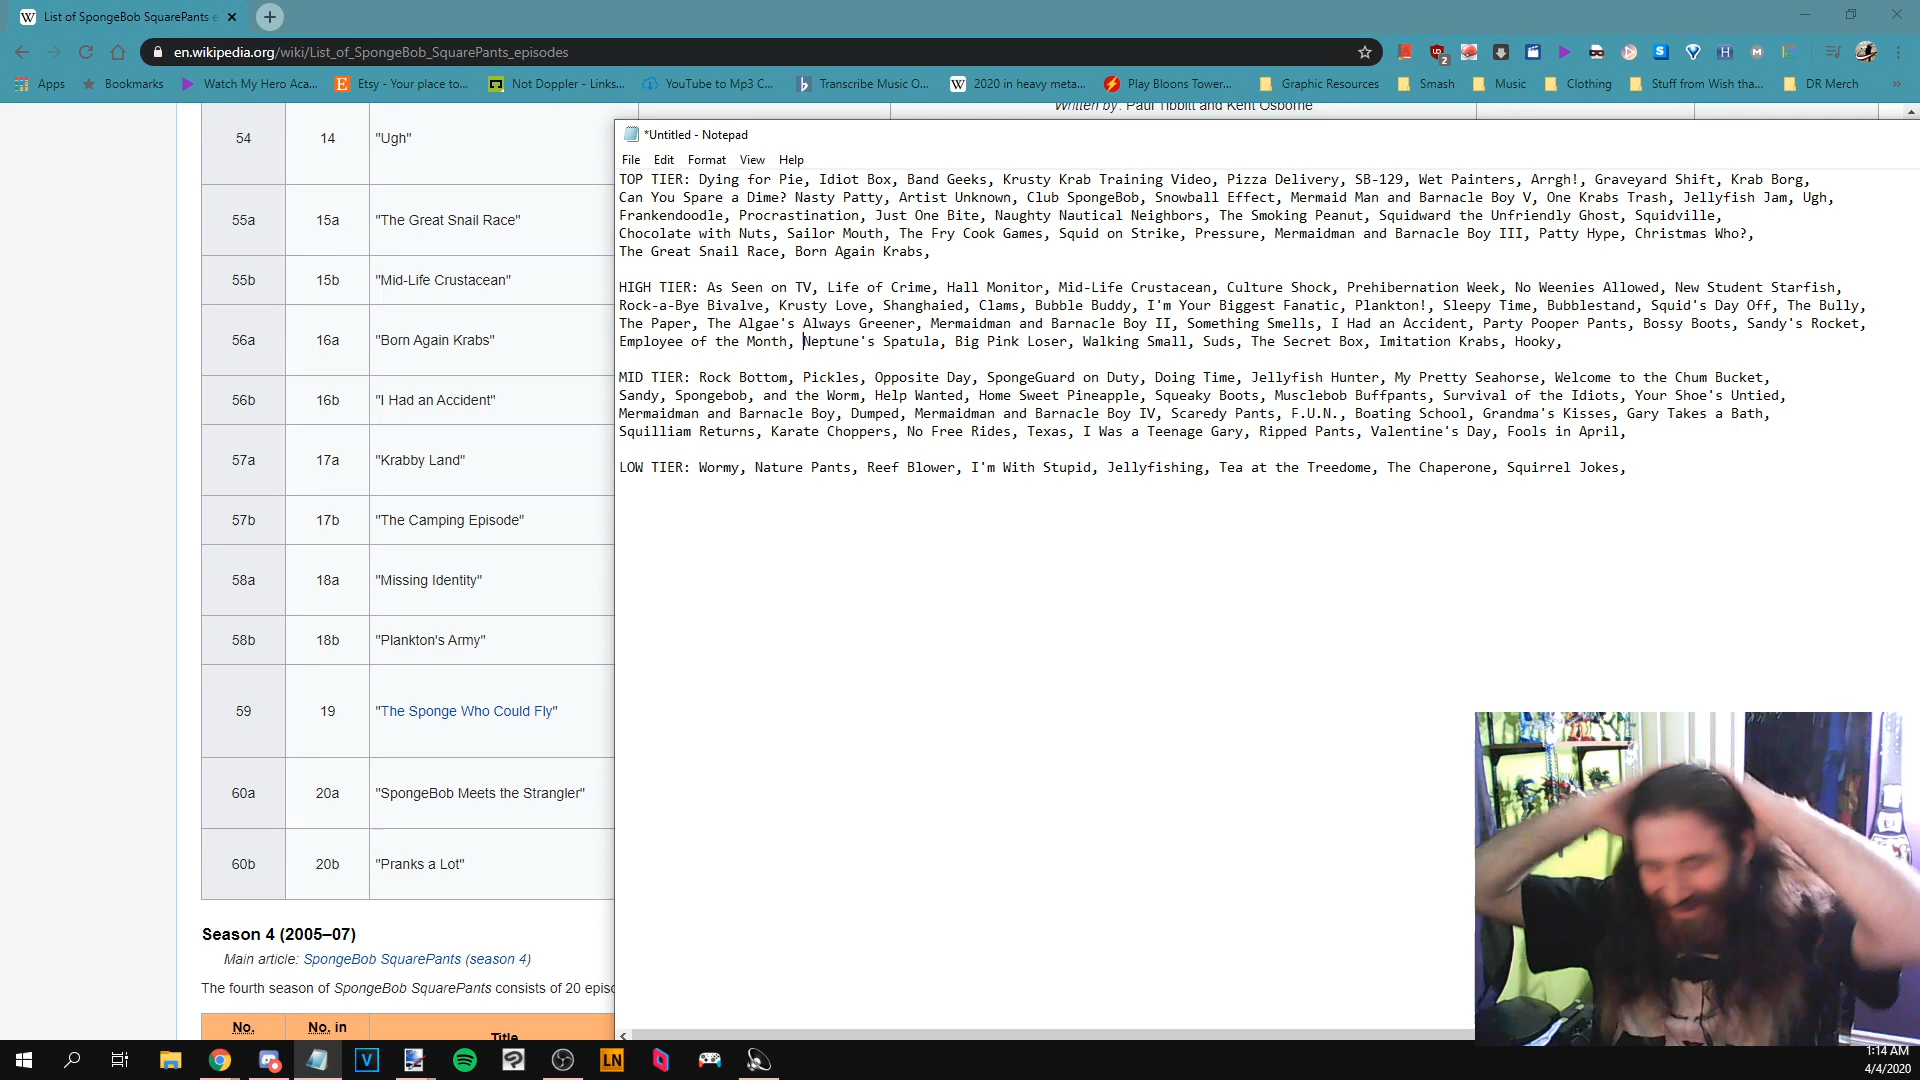 List of SpongeBob SquarePants e
en.wikipedia.org/wiki/List_of_SpongeBob_SquarePants_episodes
Apps
Bookmarks
Watch My Hero Aca...
Etsy - Your place to...
Not Doppler - Links...
YouTube to Mp3 C...
Transcribe Music O...
2020 in heavy meta...
Play Bloons Tower...
Graphic Resources
Smash
Music
Clothing
Stuff from Wish tha...
DR Merch
Written by: Paul Tibbitt and Kent Osborne
54 14 "Ugh"
55a 15a "The Great Snail Race"
55b 15b "Mid-Life Crustacean"
56a 16a "Born Again Krabs"
56b 16b "I Had an Accident"
57a 17a "Krabby Land"
57b 17b "The Camping Episode"
58a 18a "Missing Identity"
58b 18b "Plankton's Army"
59 19 "The Sponge Who Could Fly"
60a 20a "SpongeBob Meets the Strangler"
60b 20b "Pranks a Lot"
Season 4 (2005–07)
Main article: SpongeBob SquarePants (season 4)
The fourth season of SpongeBob SquarePants consists of 20 episo
No. No. in Title
*Untitled - Notepad
File Edit Format View Help
TOP TIER: Dying for Pie, Idiot Box, Band Geeks, Krusty Krab Training Video, Pizza Delivery, SB-129, Wet Painters, Arrgh!, Graveyard Shift, Krab Borg,
Can You Spare a Dime? Nasty Patty, Artist Unknown, Club SpongeBob, Snowball Effect, Mermaid Man and Barnacle Boy V, One Krabs Trash, Jellyfish Jam, Ugh,
Frankendoodle, Procrastination, Just One Bite, Naughty Nautical Neighbors, The Smoking Peanut, Squidward the Unfriendly Ghost, Squidville,
Chocolate with Nuts, Sailor Mouth, The Fry Cook Games, Squid on Strike, Pressure, Mermaidman and Barnacle Boy III, Patty Hype, Christmas Who?,
The Great Snail Race, Born Again Krabs,
HIGH TIER: As Seen on TV, Life of Crime, Hall Monitor, Mid-Life Crustacean, Culture Shock, Prehibernation Week, No Weenies Allowed, New Student Starfish,
Rock-a-Bye Bivalve, Krusty Love, Shanghaied, Clams, Bubble Buddy, I'm Your Biggest Fanatic, Plankton!, Sleepy Time, Bubblestand, Squid's Day Off, The Bully,
The Paper, The Algae's Always Greener, Mermaidman and Barnacle Boy II, Something Smells, I Had an Accident, Party Pooper Pants, Bossy Boots, Sandy's Rocket,
Employee of the Month, Neptune's Spatula, Big Pink Loser, Walking Small, Suds, The Secret Box, Imitation Krabs, Hooky,
MID TIER: Rock Bottom, Pickles, Opposite Day, SpongeGuard on Duty, Doing Time, Jellyfish Hunter, My Pretty Seahorse, Welcome to the Chum Bucket,
Sandy, Spongebob, and the Worm, Help Wanted, Home Sweet Pineapple, Squeaky Boots, Musclebob Buffpants, Survival of the Idiots, Your Shoe's Untied,
Mermaidman and Barnacle Boy, Dumped, Mermaidman and Barnacle Boy IV, Scaredy Pants, F.U.N., Boating School, Grandma's Kisses, Gary Takes a Bath,
Squilliam Returns, Karate Choppers, No Free Rides, Texas, I Was a Teenage Gary, Ripped Pants, Valentine's Day, Fools in April,
LOW TIER: Wormy, Nature Pants, Reef Blower, I'm With Stupid, Jellyfishing, Tea at the Treedome, The Chaperone, Squirrel Jokes,
1:14 AM
4/4/2020